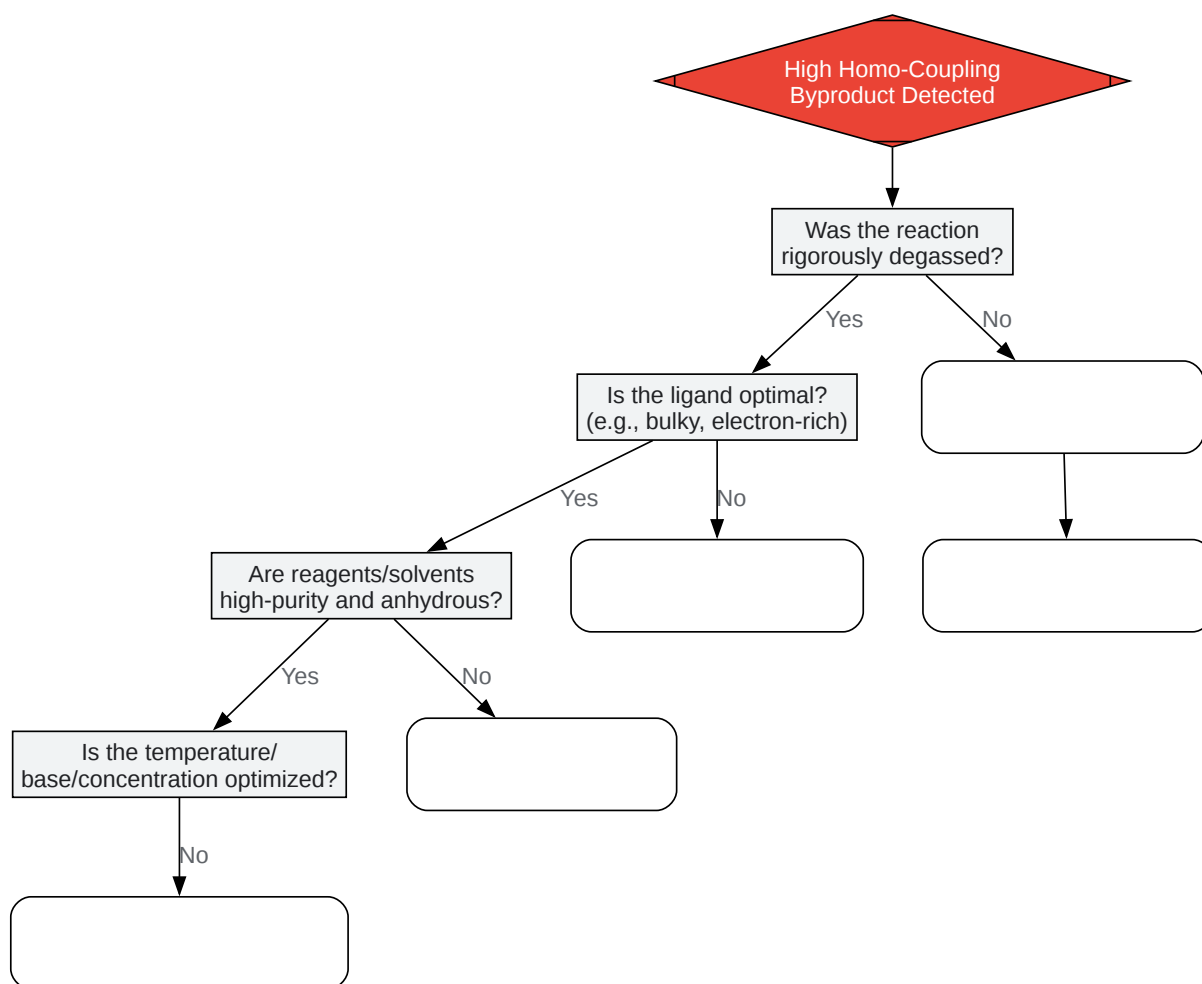 High Homo-Coupling
Byproduct Detected
Was the reaction
rigorously degassed?
Yes
No
Is the ligand optimal?
(e.g., bulky, electron-rich)
Yes
No
Are reagents/solvents
high-purity and anhydrous?
Yes
No
Is the temperature/
base/concentration optimized?
No